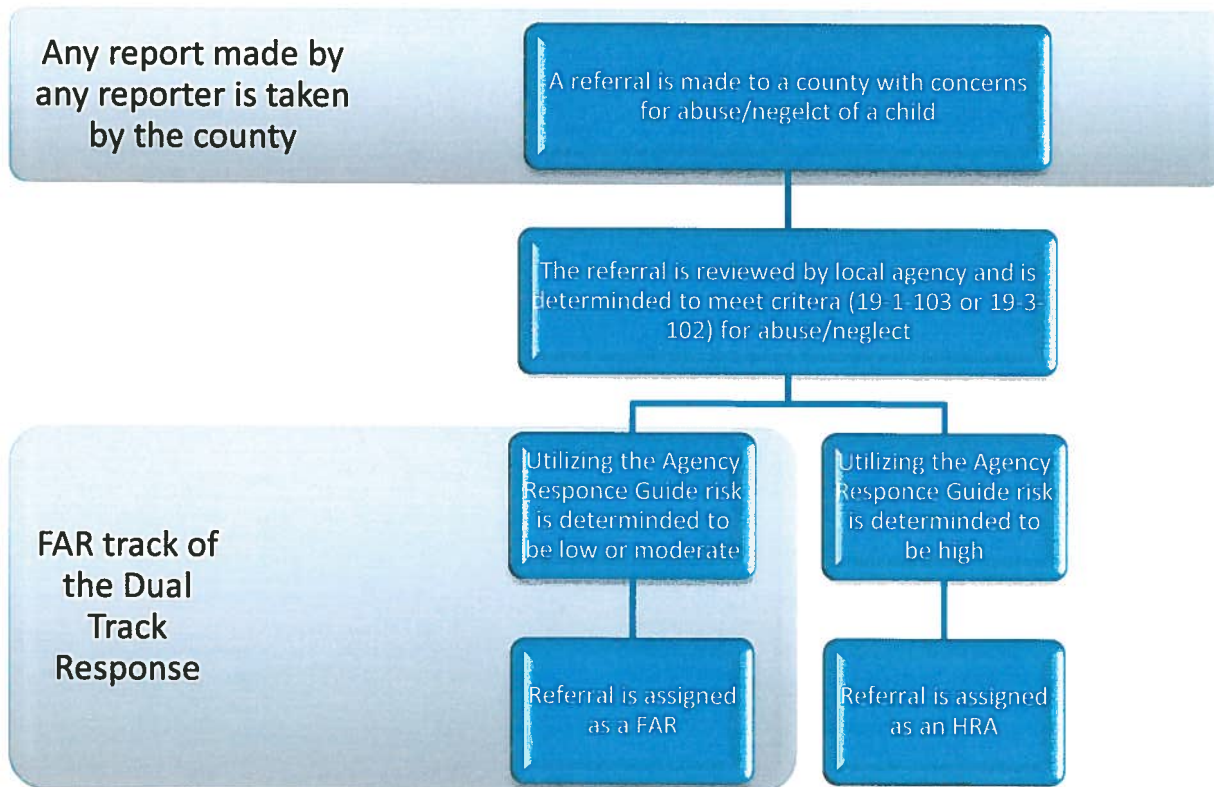 Any report made by
any reporter is taken
by the county
A referral is made to a county with concerns
for abuse/negelct of a child
The referral is reviewed by local agency and is
determinded to meet critera (19-1-103 or 19-3-
102) for abuse/neglect
Utilizing the Agency
Responce Guide risk
is determinded to
be low or moderate
Utilizing the Agency
Responce Guide risk
is determinded to
be high
FAR track of
the Dual
Track
Response
Referral is assigned
as a FAR
Referral is assigned
as an HRA